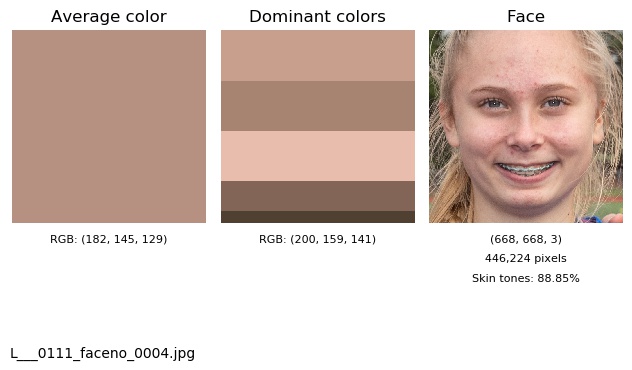 Average color
Dominant colors
Face
RGB: (182, 145, 129)
RGB: (200, 159, 141)
(668, 668, 3)
446,224 pixels
Skin tones: 88.85%
L___0111_faceno_0004.jpg